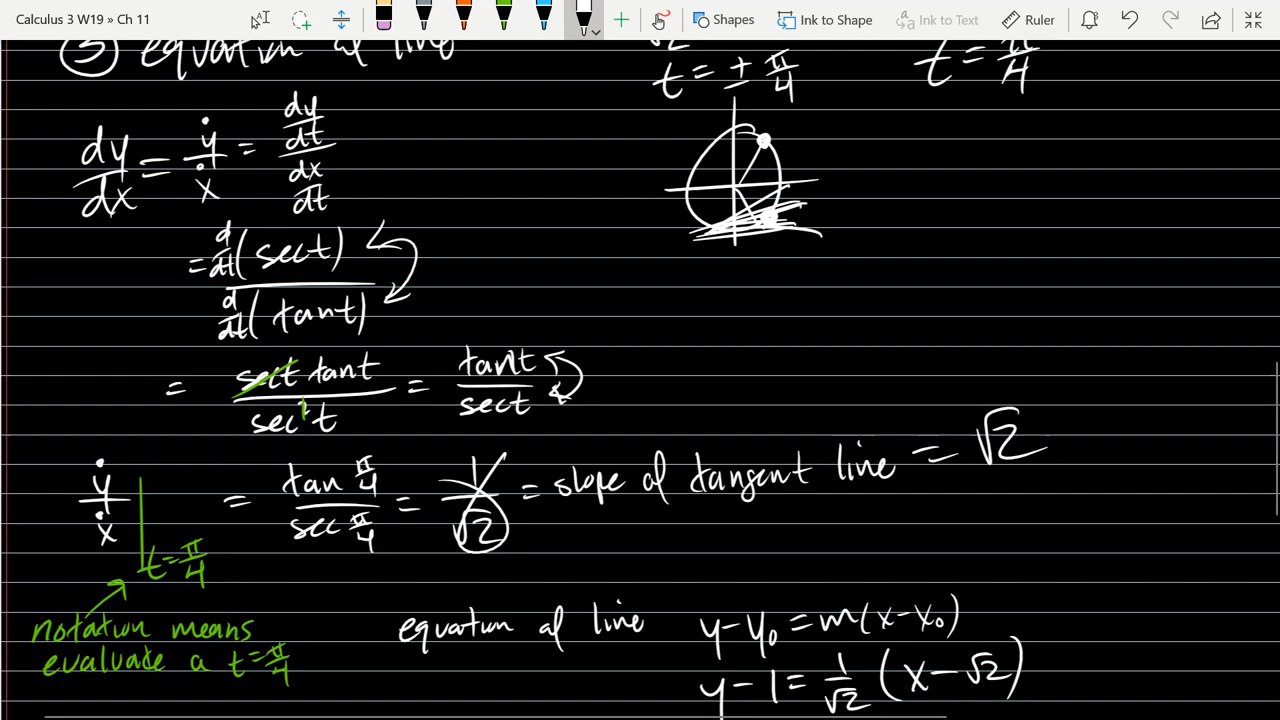 Calculus 3 W19 » Ch 11
Shapes
Ink to Shape
Ink to Text
Ruler
③ equation of line
√2
t = ± π/4
t = π/4
dy/dx = ẏ/ẋ = (dy/dt)/(dx/dt)
= d/dt(sect) / d/dt(tant)
= sect tant / sec²t = tant / sect
ẏ/ẋ | t=π/4 = tan π/4 / sec π/4 = 1/√2 = slope of tangent line = √2
notation means
evaluate a t=π/4
equation of line y-y₀ = m(x-x₀)
y-1 = 1/√2 (x-√2)